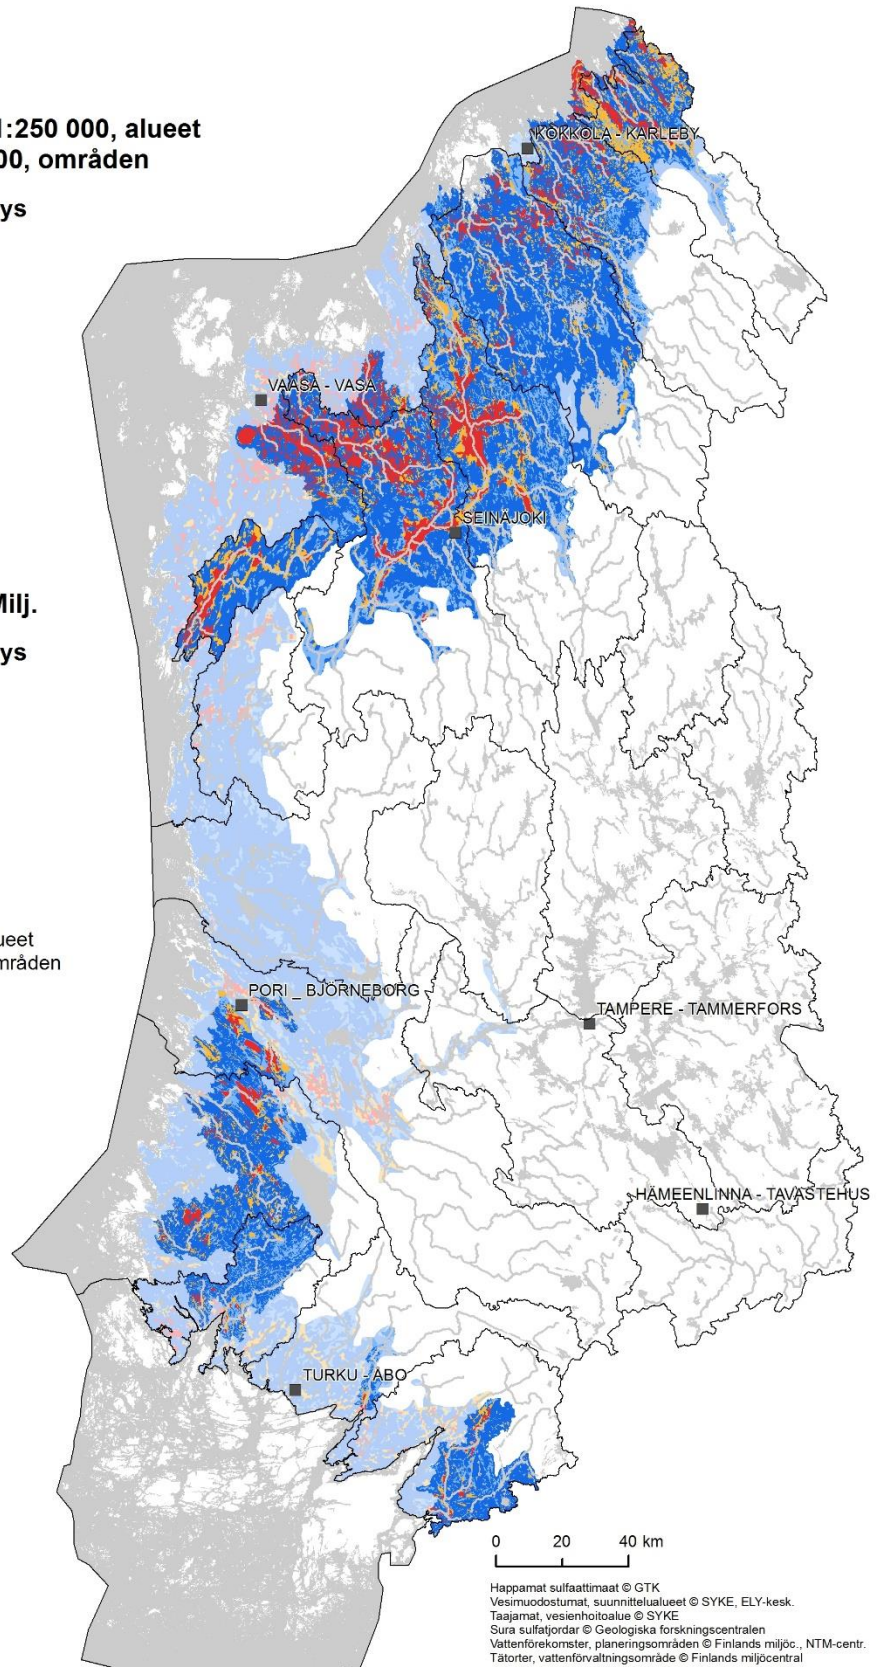 1:250 000, alueet
00, områden
ys
KOKKOLA - KARLEBY
VAASA - VASA
SEINÄJOKI
Milj.
ys
ueet
mråden
PORI _ BJÖRNEBORG
TAMPERE - TAMMERFORS
HÄMEENLINNA - TAVASTEHUS
TURKU - ÅBO
0 20 40 km
Happamat sulfaattimaat © GTK
Vesimuodostumat, suunnittelualueet © SYKE, ELY-kesk.
Taajamat, vesienhoitoalue © SYKE
Sura sulfatjordar © Geologiska forskningscentralen
Vattenförekomster, planeringsområden © Finlands miljöc., NTM-centr.
Tätorter, vattenförvaltningsområde © Finlands miljöcentral